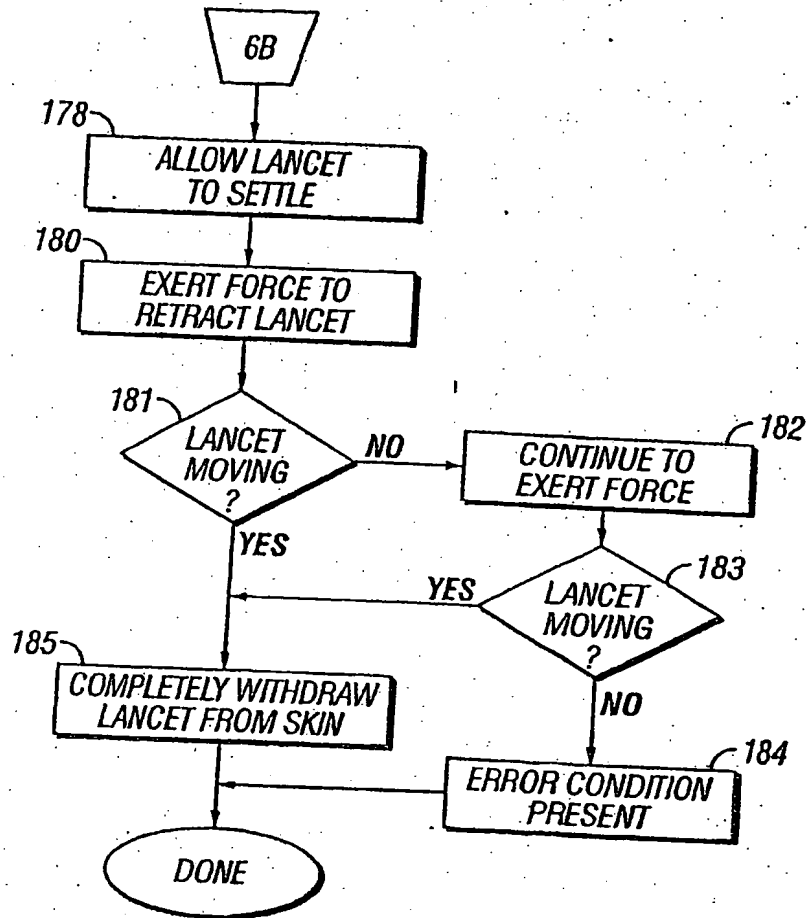 6B
178
ALLOW LANCET
TO SETTLE
180
EXERT FORCE TO
RETRACT LANCET
181
LANCET
MOVING
?
NO
182
CONTINUE TO
EXERT FORCE
YES
YES
183
LANCET
MOVING
?
185
COMPLETELY WITHDRAW
LANCET FROM SKIN
NO
184
ERROR CONDITION
PRESENT
DONE